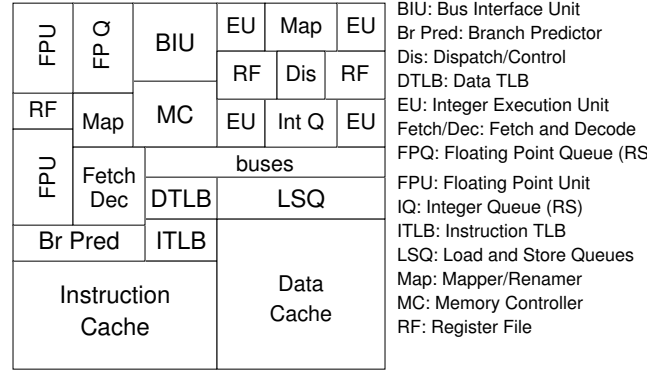 FPU
FP Q
BIU
EU
Map
EU
RF
Dis
RF
RF
Map
MC
EU
Int Q
EU
FPU
Fetch
Dec
buses
DTLB
LSQ
Br Pred
ITLB
Instruction
Cache
Data
Cache
BIU: Bus Interface Unit
Br Pred: Branch Predictor
Dis: Dispatch/Control
DTLB: Data TLB
EU: Integer Execution Unit
Fetch/Dec: Fetch and Decode
FPQ: Floating Point Queue (RS
FPU: Floating Point Unit
IQ: Integer Queue (RS)
ITLB: Instruction TLB
LSQ: Load and Store Queues
Map: Mapper/Renamer
MC: Memory Controller
RF: Register File